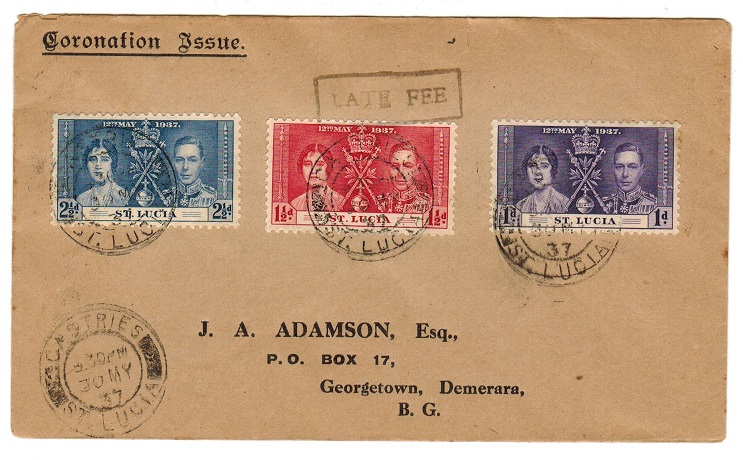 Coronation Issue.
LATE FEE
12TH MAY 1937.
2½d ST. LUCIA 2½d
ST. LUCIA
12TH MAY 1937.
1½d ST. LUCIA 1½d
ST. LUCIA
12TH MAY 1937.
1d ST. LUCIA 1d
37
ST. LUCIA
CASTRIES
9.30PM
30 MY
37
ST. LUCIA
J. A. ADAMSON, Esq.,
P.O. BOX 17,
Georgetown, Demerara,
B. G.